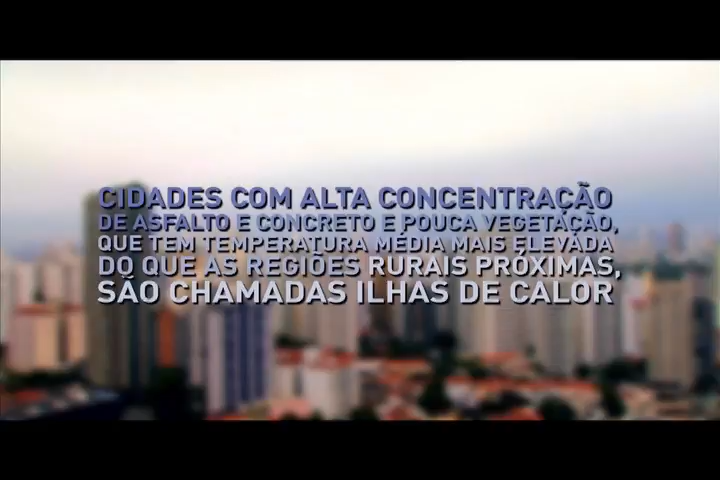 CIDADES COM ALTA CONCENTRAÇÃO
DE ASFALTO E CONCRETO E POUCA VEGETAÇÃO,
QUE TEM TEMPERATURA MÉDIA MAIS ELEVADA
DO QUE AS REGIÕES RURAIS PRÓXIMAS,
SÃO CHAMADAS ILHAS DE CALOR